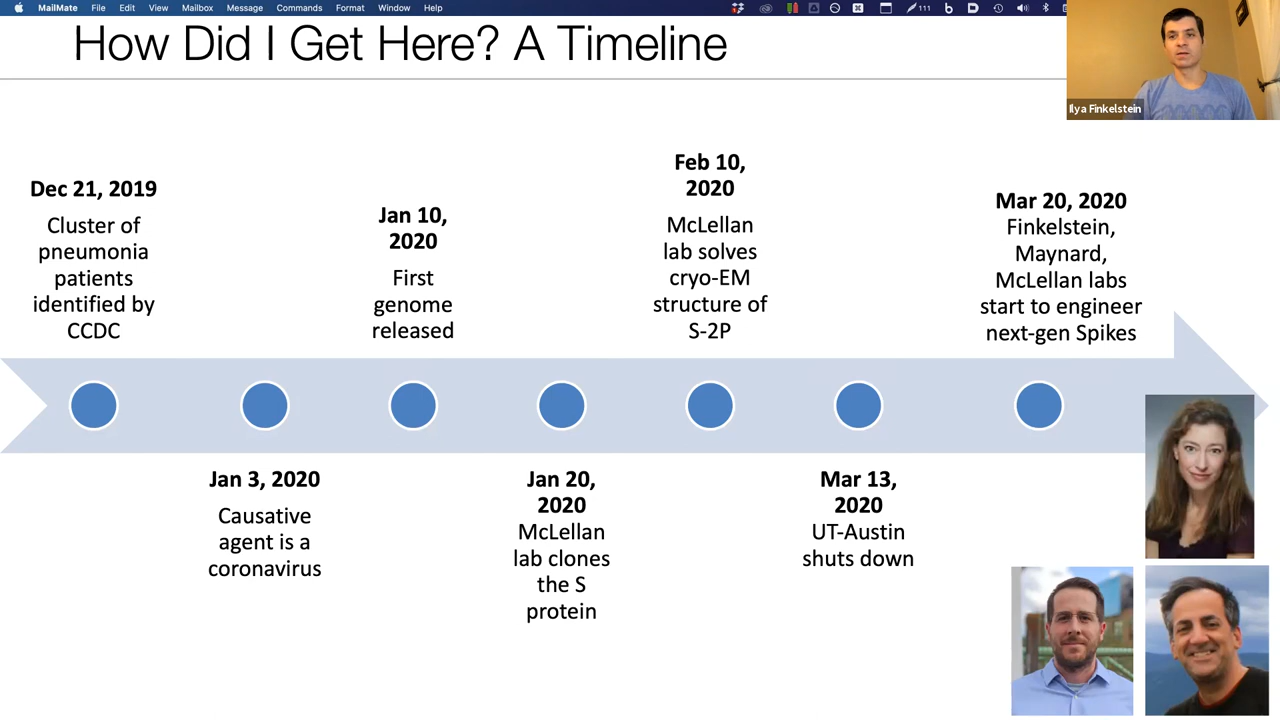 MailMate File Edit View Mailbox Message Commands Format Window Help
111
How Did I Get Here? A Timeline
Ilya Finkelstein
Dec 21, 2019
Cluster of
pneumonia
patients
identified by
CCDC
Jan 3, 2020
Causative
agent is a
coronavirus
Jan 10,
2020
First
genome
released
Jan 20,
2020
McLellan
lab clones
the S
protein
Feb 10,
2020
McLellan
lab solves
cryo-EM
structure of
S-2P
Mar 13,
2020
UT-Austin
shuts down
Mar 20, 2020
Finkelstein,
Maynard,
McLellan labs
start to engineer
next-gen Spikes